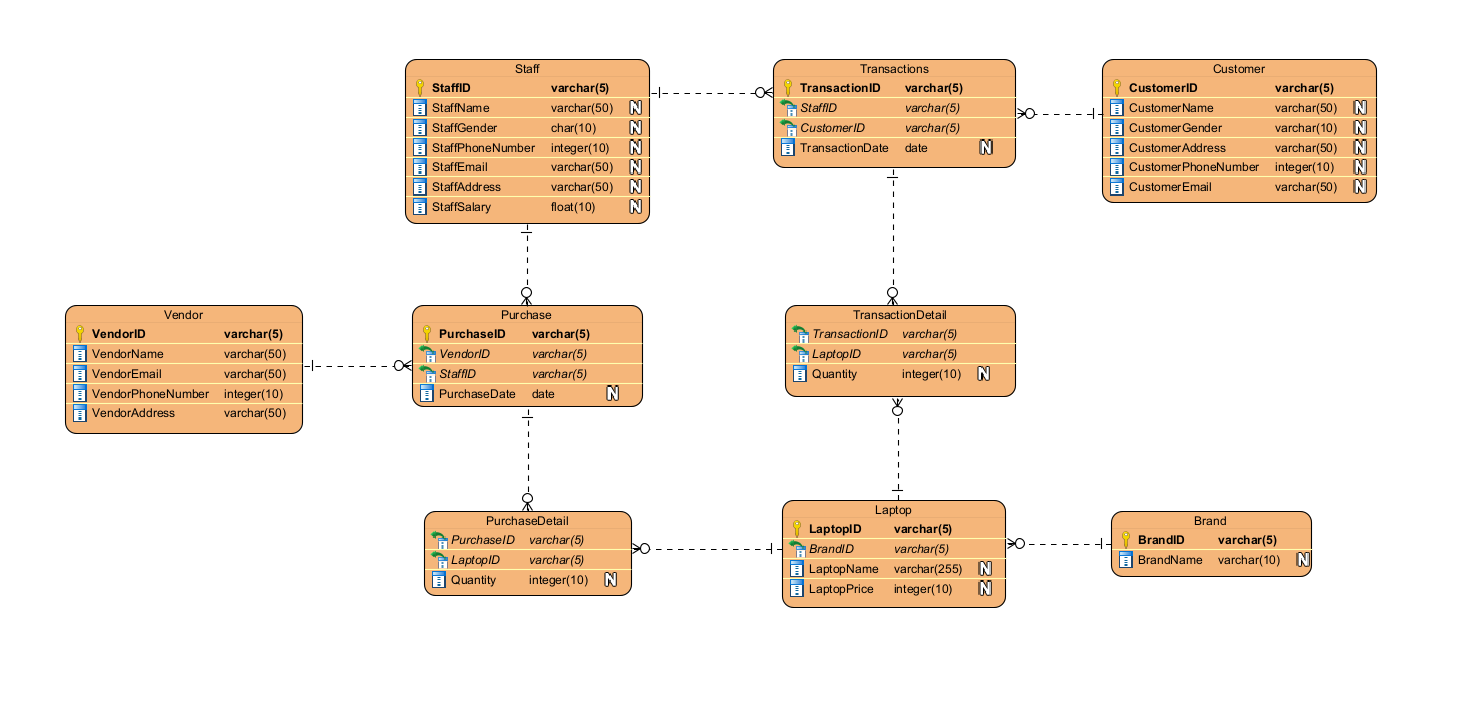 Staff
StaffID varchar(5)
StaffName varchar(50) N
StaffGender char(10) N
StaffPhoneNumber integer(10) N
StaffEmail varchar(50) N
StaffAddress varchar(50) N
StaffSalary float(10) N
Transactions
TransactionID varchar(5)
StaffID varchar(5)
CustomerID varchar(5)
TransactionDate date N
Customer
CustomerID varchar(5)
CustomerName varchar(50) N
CustomerGender varchar(10) N
CustomerAddress varchar(50) N
CustomerPhoneNumber integer(10) N
CustomerEmail varchar(50) N
Vendor
VendorID varchar(5)
VendorName varchar(50)
VendorEmail varchar(50)
VendorPhoneNumber integer(10)
VendorAddress varchar(50)
Purchase
PurchaseID varchar(5)
VendorID varchar(5)
StaffID varchar(5)
PurchaseDate date N
TransactionDetail
TransactionID varchar(5)
LaptopID varchar(5)
Quantity integer(10) N
PurchaseDetail
PurchaseID varchar(5)
LaptopID varchar(5)
Quantity integer(10) N
Laptop
LaptopID varchar(5)
BrandID varchar(5)
LaptopName varchar(255) N
LaptopPrice integer(10) N
Brand
BrandID varchar(5)
BrandName varchar(10) N